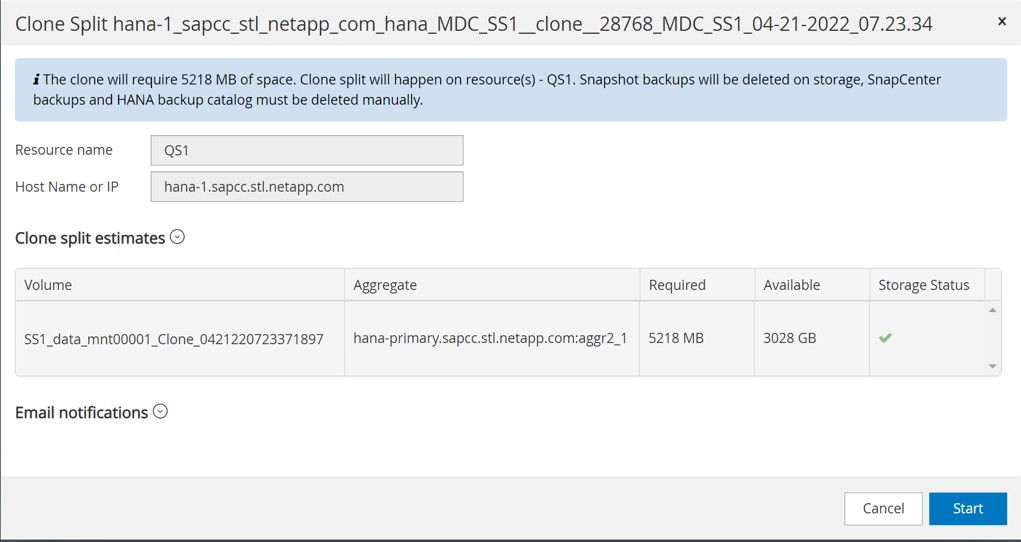 Clone Split hana-1_sapcc_stl_netapp_com_hana_MDC_SS1__clone__28768_MDC_SS1_04-21-2022_07.23.34
×
i The clone will require 5218 MB of space. Clone split will happen on resource(s) - QS1. Snapshot backups will be deleted on storage, SnapCenter
backups and HANA backup catalog must be deleted manually.
Resource name QS1
Host Name or IP hana-1.sapcc.stl.netapp.com
Clone split estimates
Volume Aggregate Required Available Storage Status
SS1_data_mnt00001_Clone_0421220723371897 hana-primary.sapcc.stl.netapp.com:aggr2_1 5218 MB 3028 GB
Email notifications
Cancel Start